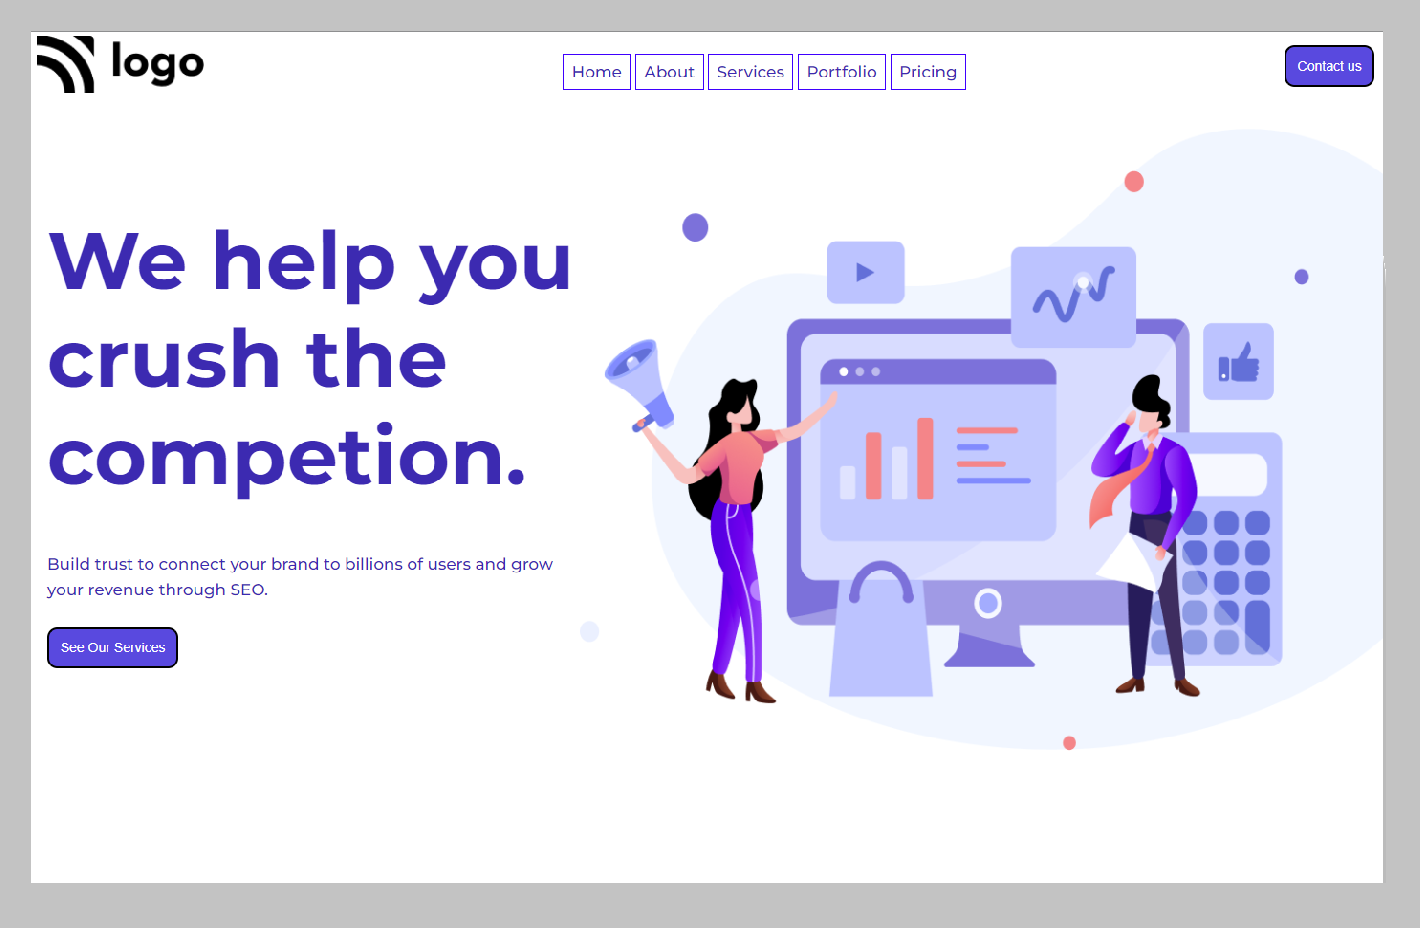 logo
Home About Services Portfolio Pricing
Contact us
We help you
crush the
competion.
Build trust to connect your brand to billions of users and grow
your revenue through SEO.
See Our Services